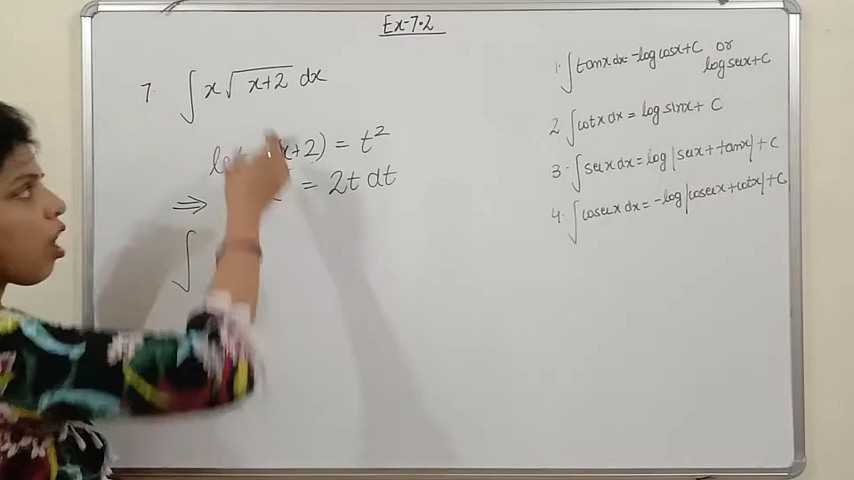 Ex-7.2
7. ∫ x √x+2 dx
let (x+2) = t²
⇒ = 2t dt
∫
1. ∫ tanx dx = -log cosx + C or
log secx + C
2 ∫ cotx dx = log sinx + C
3. ∫ secx dx = log |secx + tanx| + C
4. ∫ cosecx dx = -log |cosecx + cotx| + C